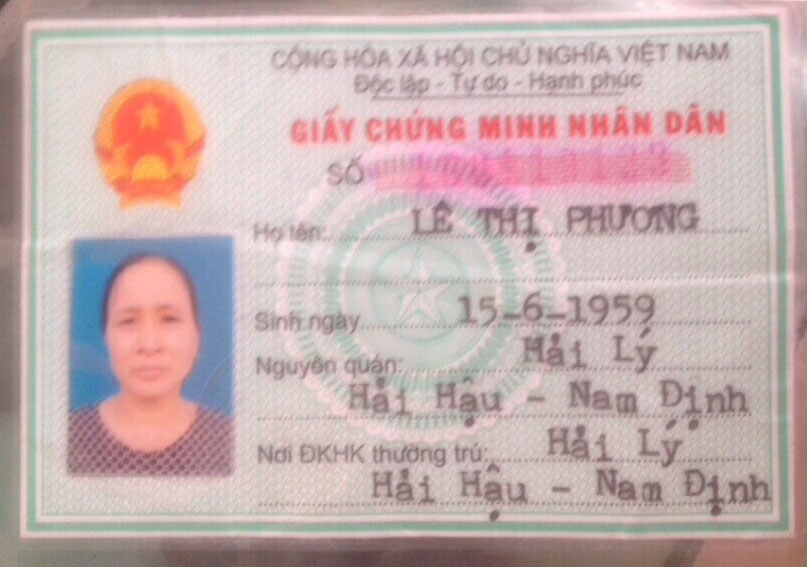 CỘNG HÒA XÃ HỘI CHỦ NGHĨA VIỆT NAM
Độc lập - Tự do - Hạnh phúc
GIẤY CHỨNG MINH NHÂN DÂN
SỐ
Họ tên: LÊ THỊ PHƯƠNG
Sinh ngày 15-6-1959
Nguyên quán: Hải Lý
Hải Hậu - Nam Định
Nơi ĐKHK thường trú: Hải Lý
Hải Hậu - Nam Định